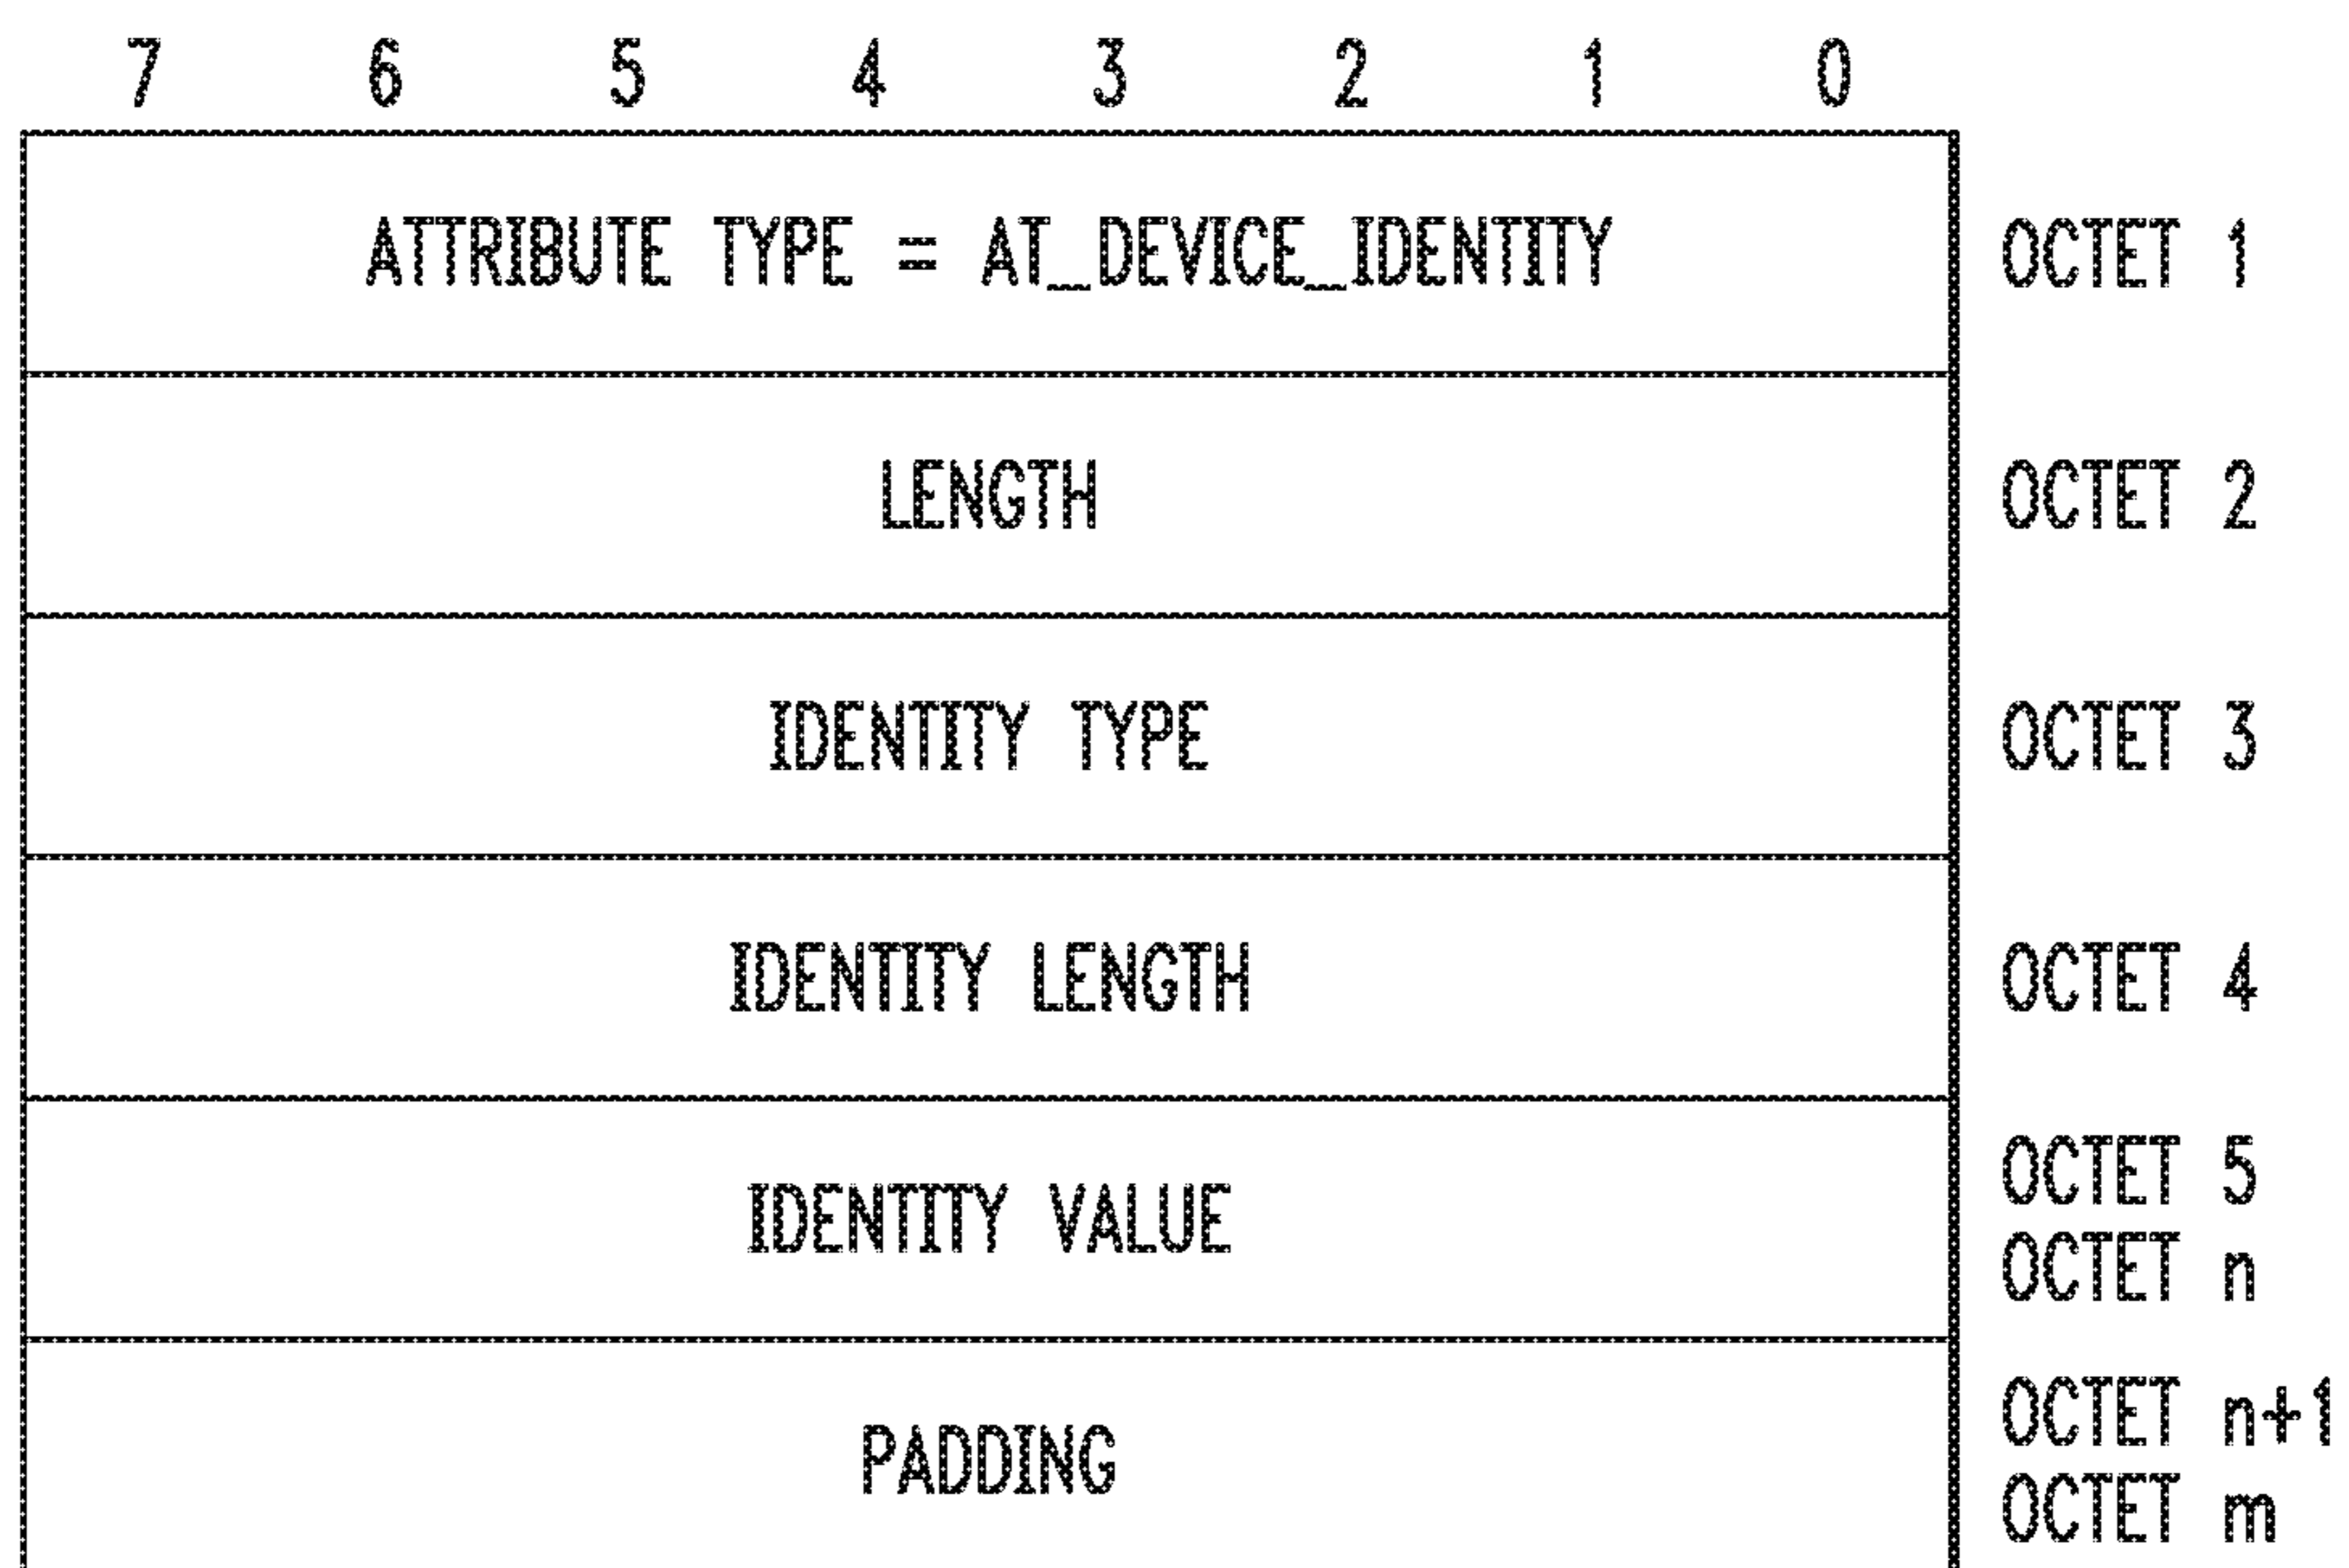 7 6 5 4 3 2 1 0
ATTRIBUTE TYPE = AT_DEVICE_IDENTITY OCTET 1
LENGTH OCTET 2
IDENTITY TYPE OCTET 3
IDENTITY LENGTH OCTET 4
IDENTITY VALUE OCTET 5
OCTET n
PADDING OCTET n+1
OCTET m